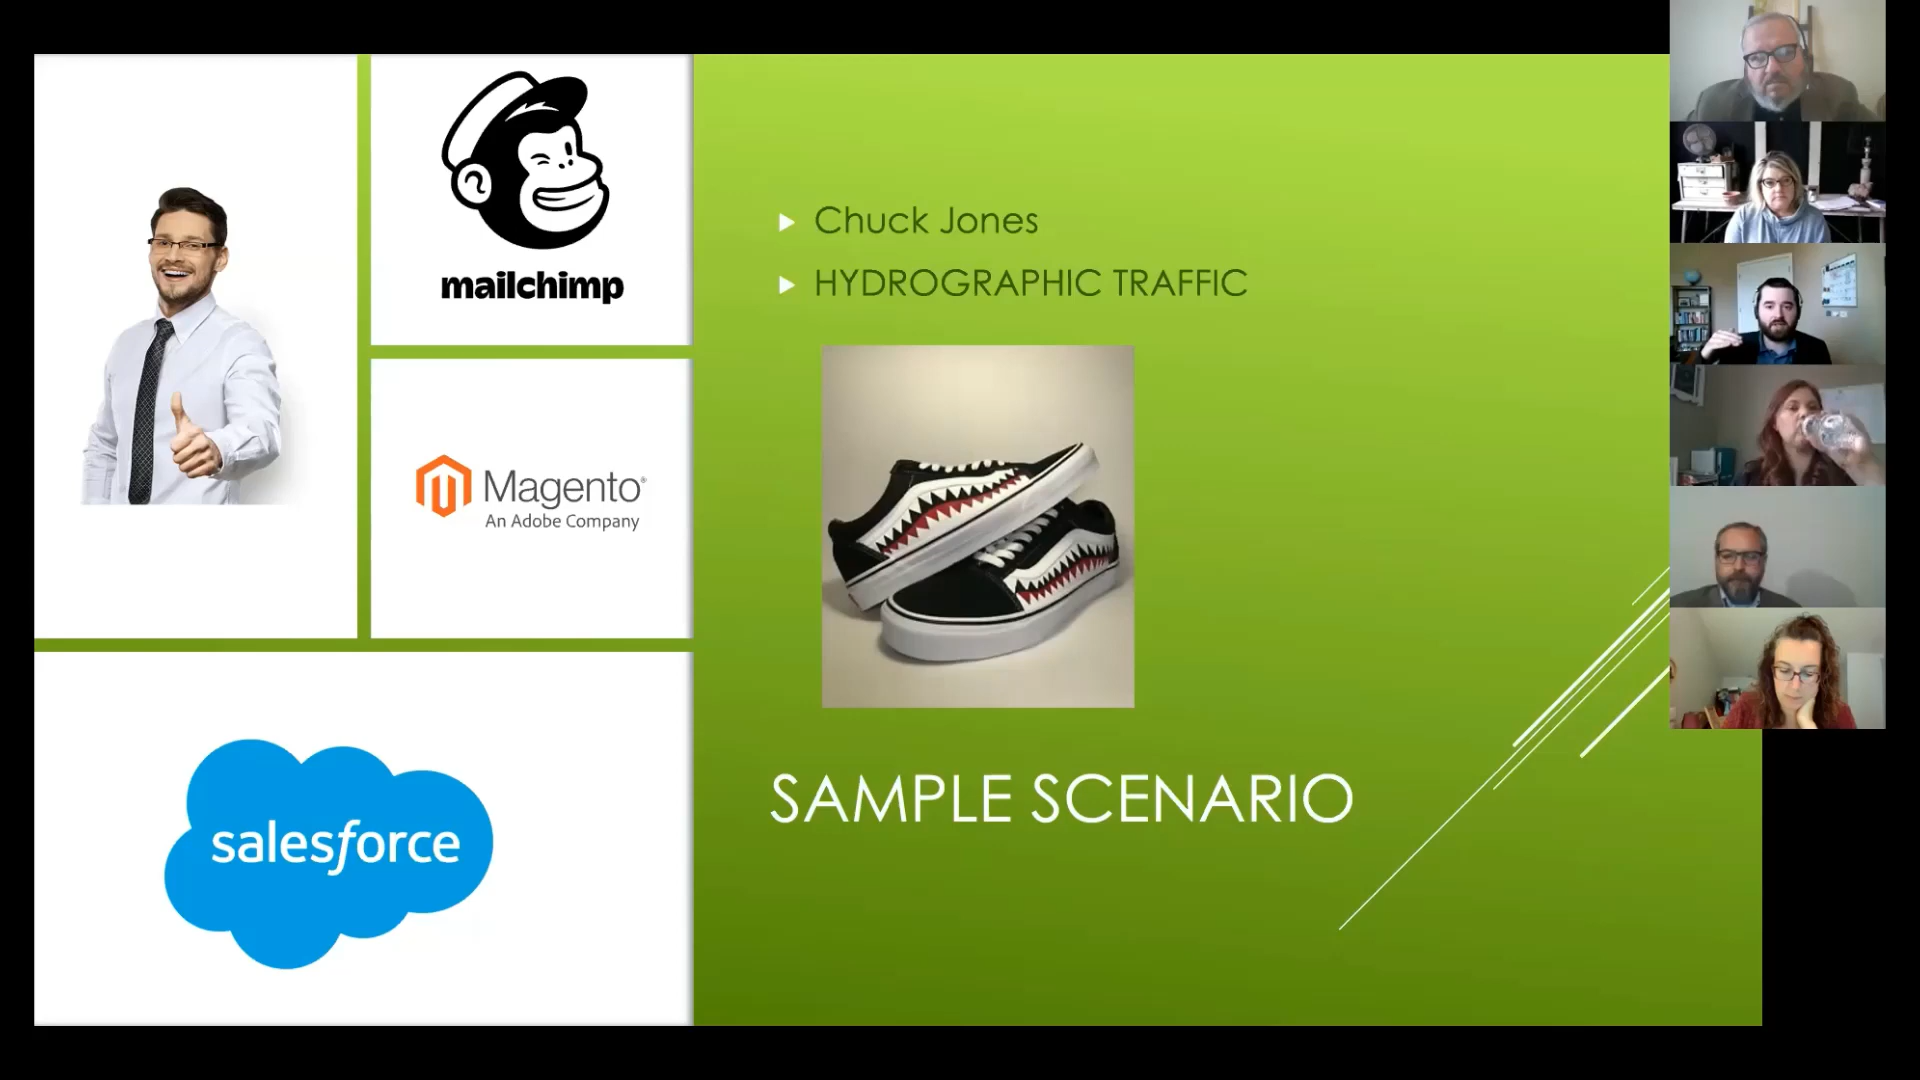 mailchimp
Magento®
An Adobe Company
salesforce
Chuck Jones
HYDROGRAPHIC TRAFFIC
SAMPLE SCENARIO